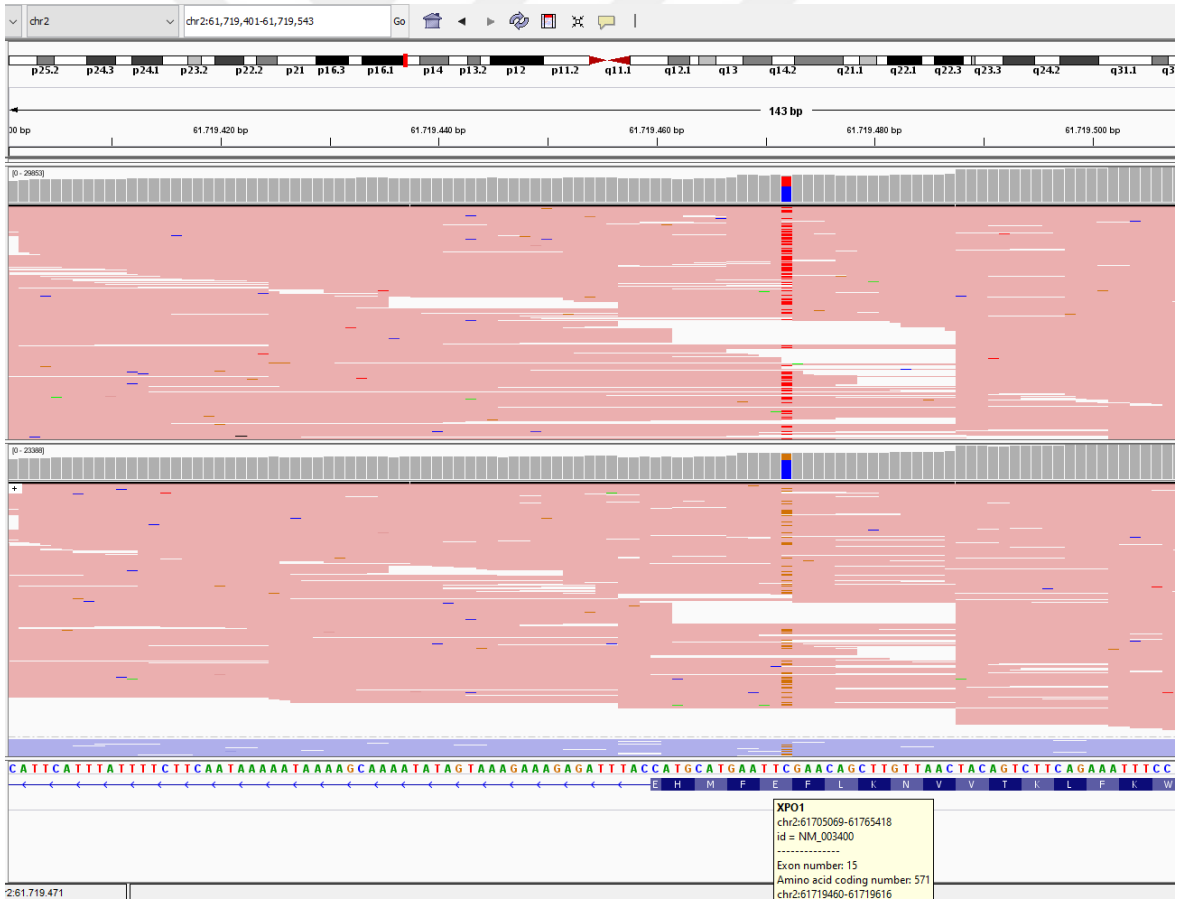 chr2
chr2:61,719,401-61,719,543
Go
p25.2 p24.3 p24.1 p23.2 p22.2 p21 p16.3 p16.1 p14 p13.2 p12 p11.2 q11.1 q12.1 q13 q14.2 q21.1 q22.1 q22.3 q23.3 q24.2 q31.1 q3
143 bp
00 bp 61.719.420 bp 61.719.440 bp 61.719.460 bp 61.719.480 bp 61.719.500 bp
[0 - 29853]
[0 - 23388]
+
CATTCATTTATTTTCTTCAATAAAAATAAAAGCAAAATATAGTAAAGAAAGAGATTTACCATGCATGAATTCGAACAGCTTGTTAACTACAGTCTTCAGAAATTTCC
E H M F E F L K N V V T K L F K W
XPO1
chr2:61705069-61765418
id = NM_003400
--------------
Exon number: 15
Amino acid coding number: 571
chr2:61719460-61719616
r2:61.719.471